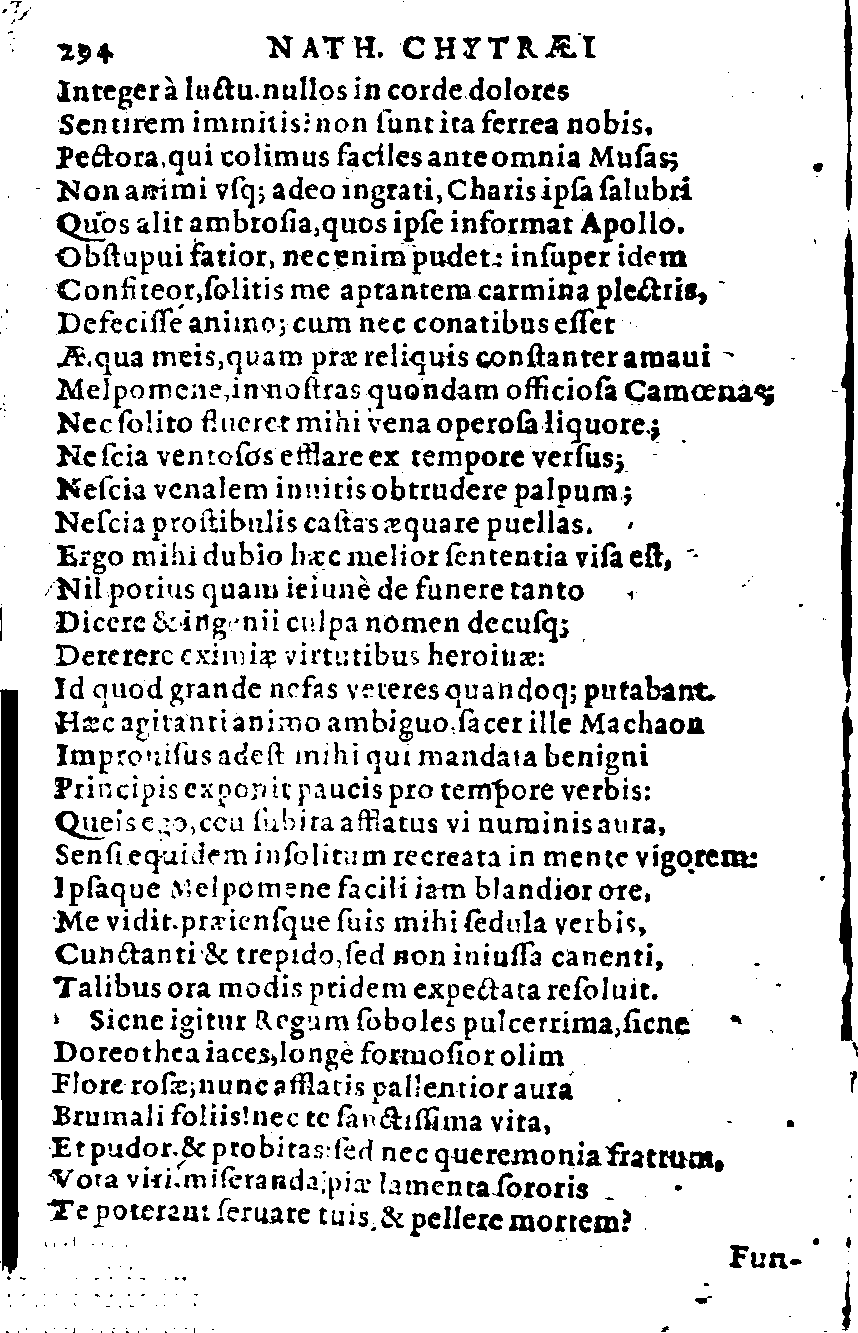 294 NATH. CHYTRÆI
Integer à luctu.nullos in corde dolores
Sentirem immitis: non ſunt ita ferrea nobis,
Pectora,qui colimus faciles ante omnia Muſas;
Non animi vſq; adeo ingrati, Charis ipſa ſalubri
Quos alit ambroſia,quos ipſe informat Apollo.
Obſtupui fatior, nec enim pudet: inſuper idem
Confiteor,ſolitis me aptantem carmina plectris,
Defeciſſe animo; cum nec conatibus eſſet
Æqua meis,quam præ reliquis conſtanter amaui
Melpomene,in noſtras quondam officioſa Camœnas;
Nec ſolito flueret mihi vena operoſa liquore;
Neſcia ventoſos efflare ex tempore verſus;
Neſcia venalem inuitis obtrudere palpum;
Neſcia proſtibulis caſtas æquare puellas.
Ergo mihi dubio hæc melior ſententia viſa eſt,
Nil potius quam ieiunè de funere tanto
Dicere & ingenii culpa nomen decuſq;
Deterere eximiæ virtutibus heroinæ:
Id quod grande nefas veteres quandoq; putabant.
Hæc agitanti animo ambiguo,ſacer ille Machaon
Improuiſus adeſt mihi qui mandata benigni
Principis exponit paucis pro tempore verbis:
Queis ego,ceu ſubita afflatus vi numinis aura,
Senſi equidem inſolitum recreata in mente vigorem:
Ipſaque Melpomene facili iam blandior ore,
Me vidit.præienſque ſuis mihi ſedula verbis,
Cunctanti & trepido,ſed non iniuſſa canenti,
Talibus ora modis pridem expectata reſoluit.
Sicne igitur Regum ſoboles pulcerrima,ſicne
Doreothea iaces,longè formoſior olim
Flore roſæ;nunc afflatis pallentior aura
Brumali foliis!nec te ſanctiſſima vita,
Et pudor,& probitas:ſed nec queremonia fratrum,
Vota viri.miſeranda;piæ lamenta ſororis
Te poterant ſeruare tuis,& pellere mortem?
Fun-